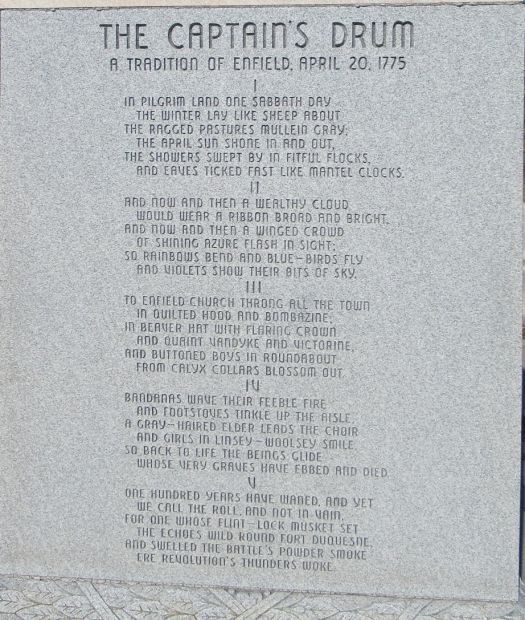 THE CAPTAIN'S DRUM
A TRADITION OF ENFIELD, APRIL 20, 1775
I
IN PILGRIM LAND ONE SABBATH DAY
THE WINTER LAY LIKE SHEEP ABOUT
THE RAGGED PASTURES MULLEIN GRAY;
THE APRIL SUN SHONE IN AND OUT,
THE SHOWERS SWEPT BY IN FITFUL FLOCKS,
AND EAVES TICKED FAST LIKE MANTEL CLOCKS.
II
AND NOW AND THEN A WEALTHY CLOUD
WOULD WEAR A RIBBON BROAD AND BRIGHT,
AND NOW AND THEN A WINGED CROWD
OF SHINING AZURE FLASH IN SIGHT;
SO RAINBOWS BEND AND BLUE-BIRDS FLY
AND VIOLETS SHOW THEIR BITS OF SKY.
III
TO ENFIELD CHURCH THRONG ALL THE TOWN
IN QUILTED HOOD AND BOMBAZINE;
IN BEAVER HAT WITH FLARING CROWN
AND QUAINT VANDYKE AND VICTORINE,
AND BUTTONED BOYS IN ROUNDABOUT
FROM CALYX COLLARS BLOSSOM OUT.
IV
BANDANAS WAVE THEIR FEEBLE FIRE
AND FOOTSTOVES TINKLE UP THE AISLE,
A GRAY-HAIRED ELDER LEADS THE CHOIR
AND GIRLS IN LINSEY-WOOLSEY SMILE.
SO BACK TO LIFE THE BEINGS GLIDE
WHOSE VERY GRAVES HAVE EBBED AND DIED.
V
ONE HUNDRED YEARS HAVE WANED, AND YET
WE CALL THE ROLL, AND NOT IN VAIN,
FOR ONE WHOSE FLINT-LOCK MUSKET SET
THE ECHOES WILD ROUND FORT DUQUESNE,
AND SWELLED THE BATTLE'S POWDER SMOKE
ERE REVOLUTION'S THUNDERS WOKE.